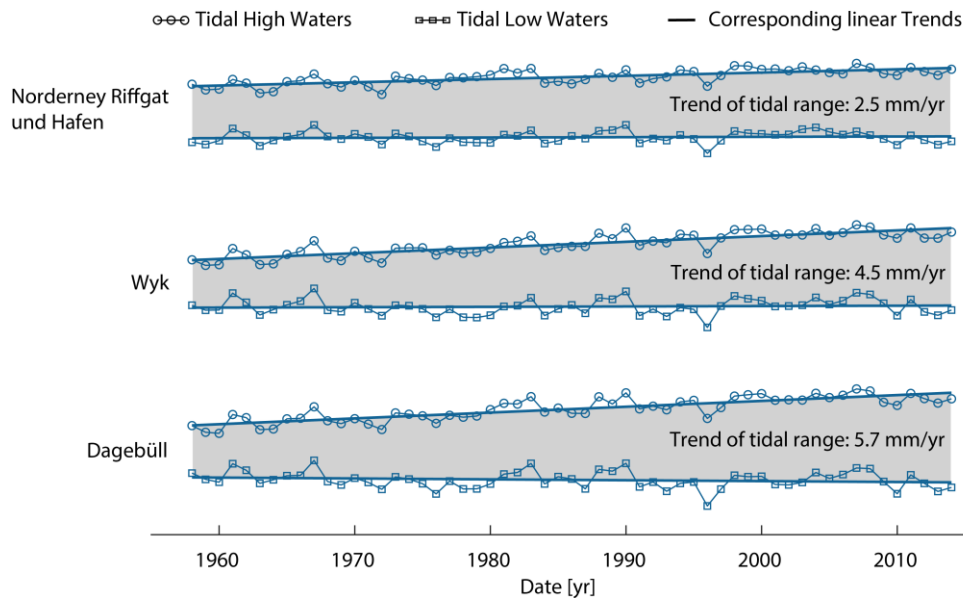 Tidal High Waters Tidal Low Waters Corresponding linear Trends
Norderney Riffgat
und Hafen
Trend of tidal range: 2.5 mm/yr
Wyk
Trend of tidal range: 4.5 mm/yr
Dagebüll
Trend of tidal range: 5.7 mm/yr
1960 1970 1980 1990 2000 2010
Date [yr]